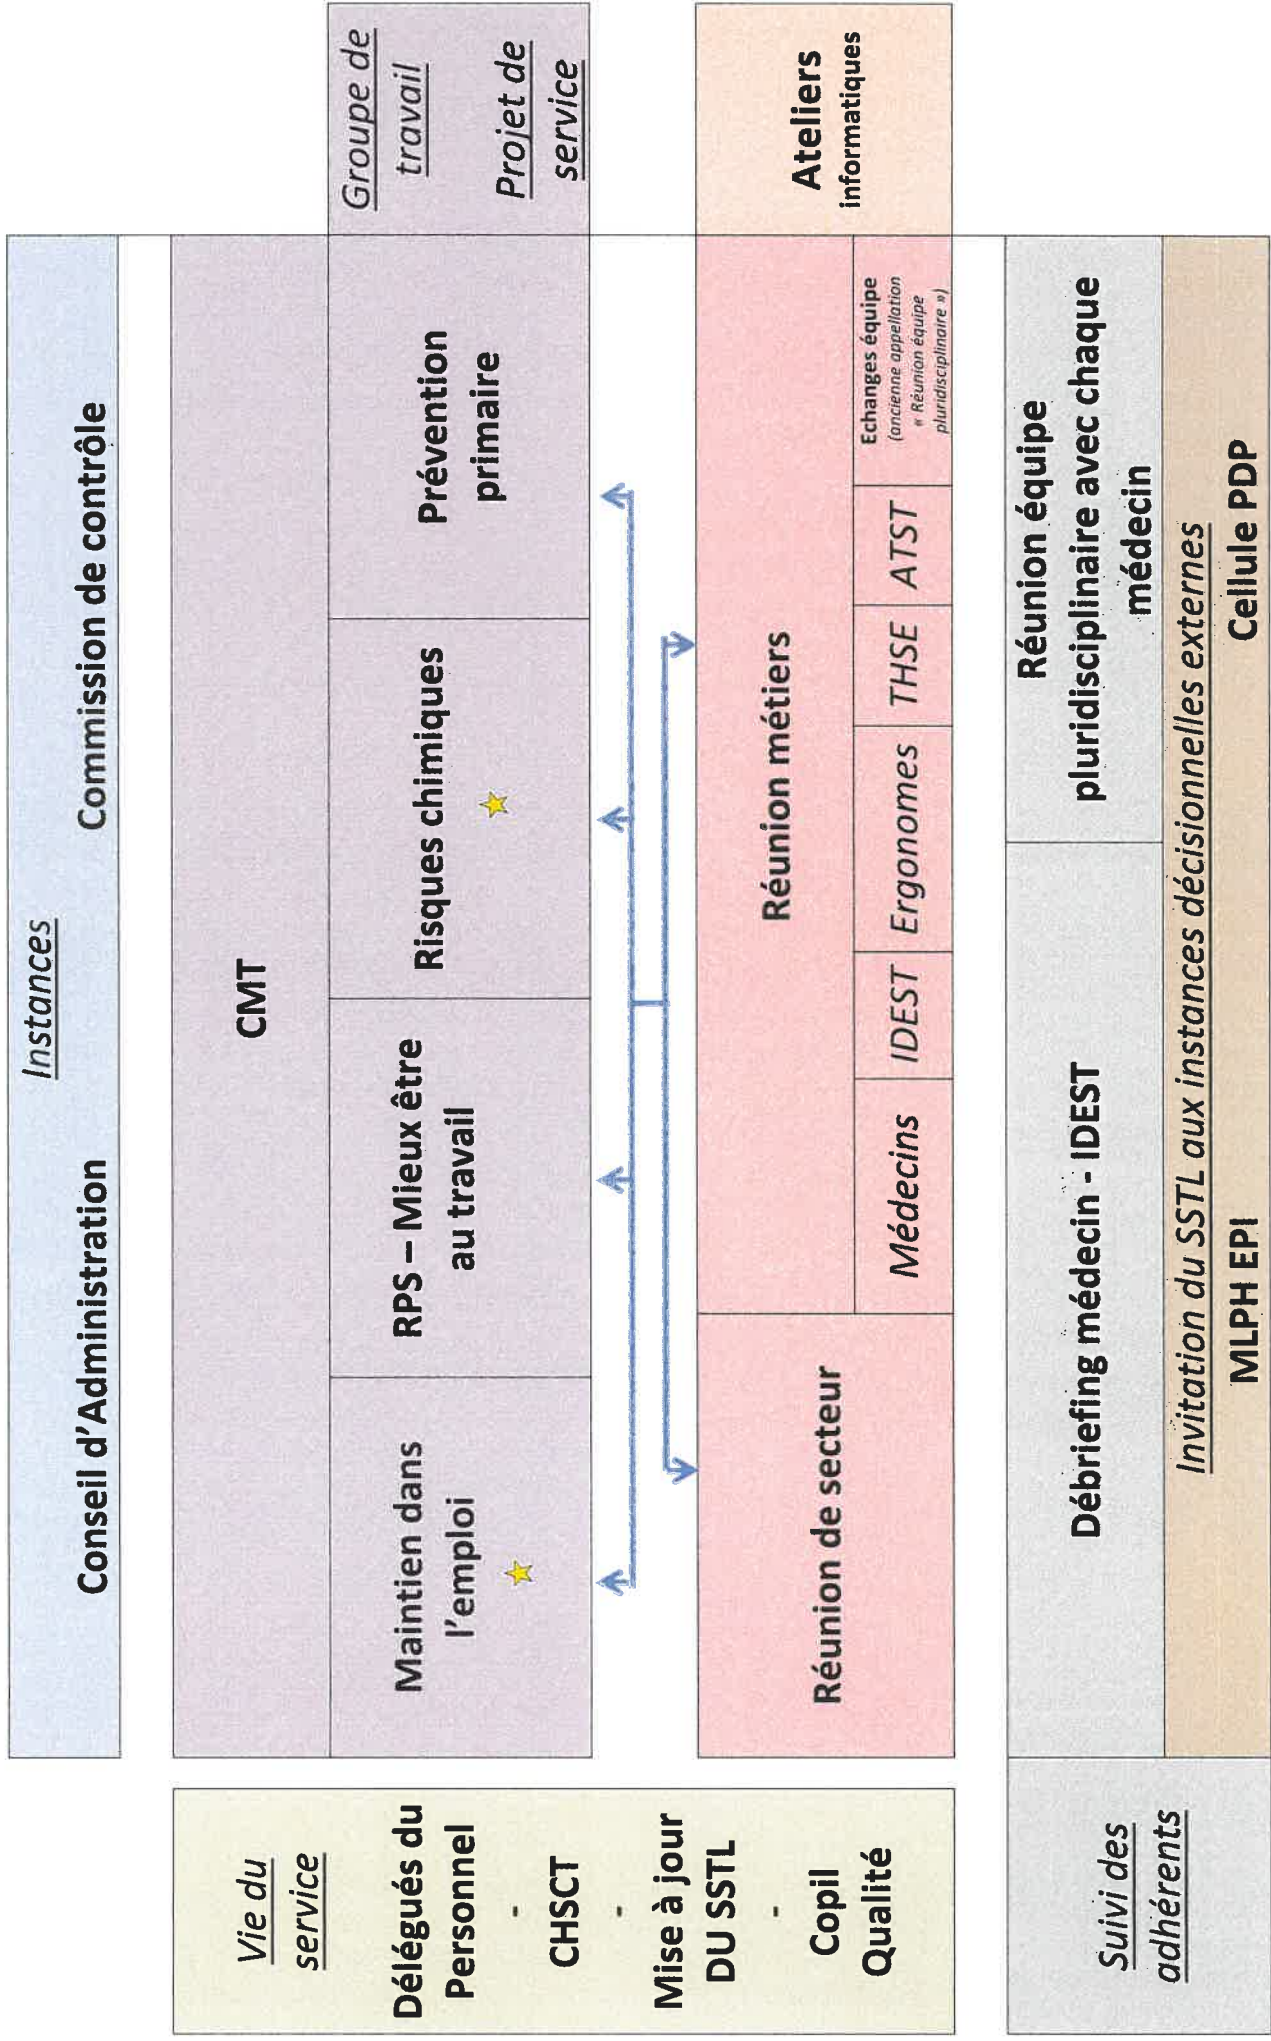 Instances
Conseil d'Administration
Commission de contrôle
Vie du
service
Délégués du
Personnel
-
CHSCT
-
Mise à jour
DU SSTL
-
Copil
Qualité
CMT
Maintien dans
l'emploi
RPS – Mieux être
au travail
Risques chimiques
Prévention
primaire
Groupe de
travail
Projet de
service
Réunion de secteur
Réunion métiers
Médecins
IDEST
Ergonomes
THSE
ATST
Echanges équipe
(ancienne appellation
« Réunion équipe
pluridisciplinaire »)
Ateliers
informatiques
Suivi des
adhérents
Débriefing médecin - IDEST
Réunion équipe
pluridisciplinaire avec chaque
médecin
Invitation du SSTL aux instances décisionnelles externes
MLPH EPI
Cellule PDP